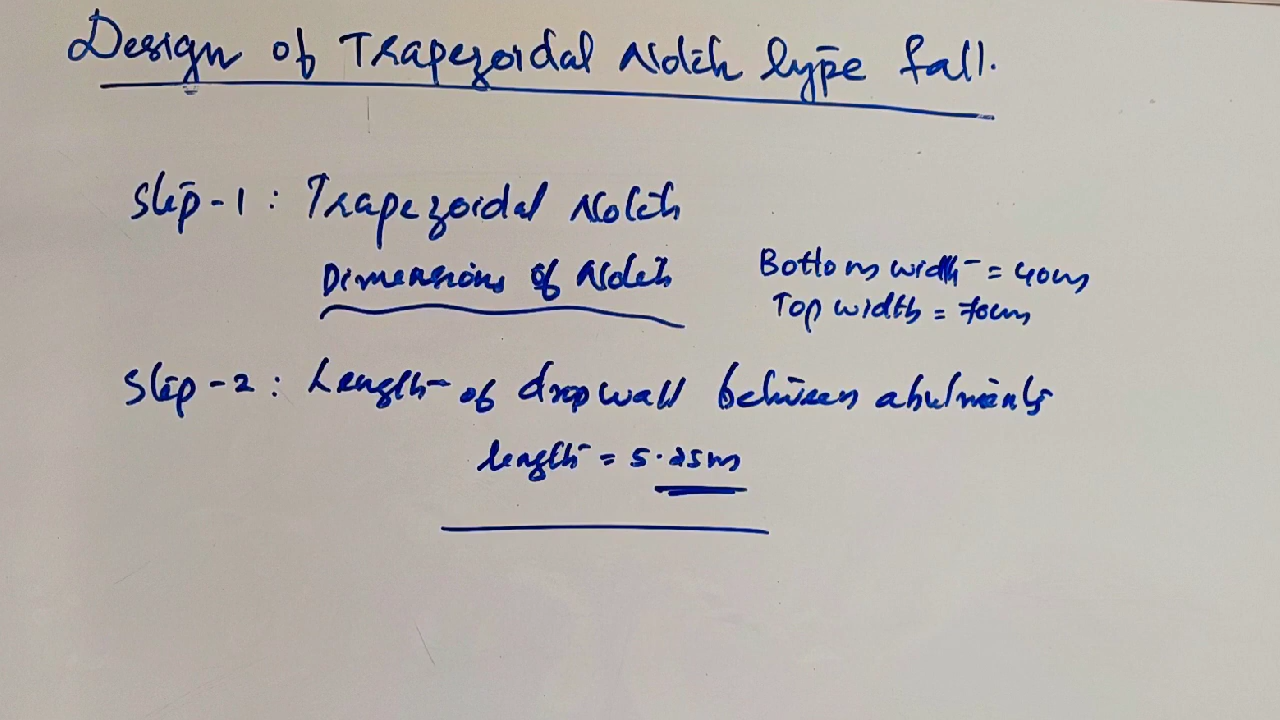 Design of Trapezoidal Notch type fall.
Step-1: Trapezoidal Notch
Dimensions of Notch
Bottom width = 40cm
Top width = 70cm
Step-2: Length of drop wall between abutments
length = 5.25m